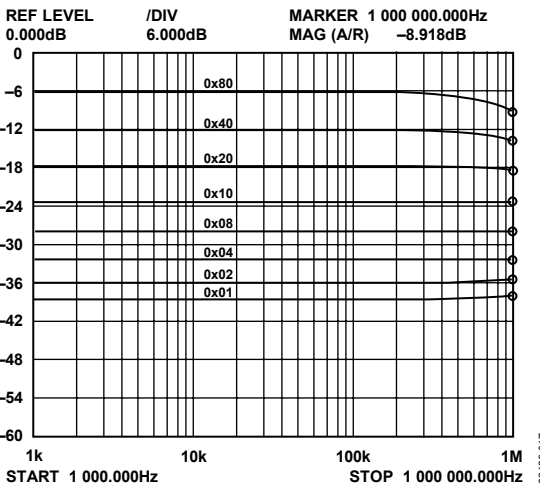 REF LEVEL /DIV MARKER 1 000 000.000Hz
0.000dB 6.000dB MAG (A/R) –8.918dB
0
–6
0x80
–12
0x40
–18
0x20
–24
0x10
0x08
–30
0x04
–36
0x02
0x01
–42
–48
–54
–60
1k 10k 100k 1M
START 1 000.000Hz STOP 1 000 000.000Hz